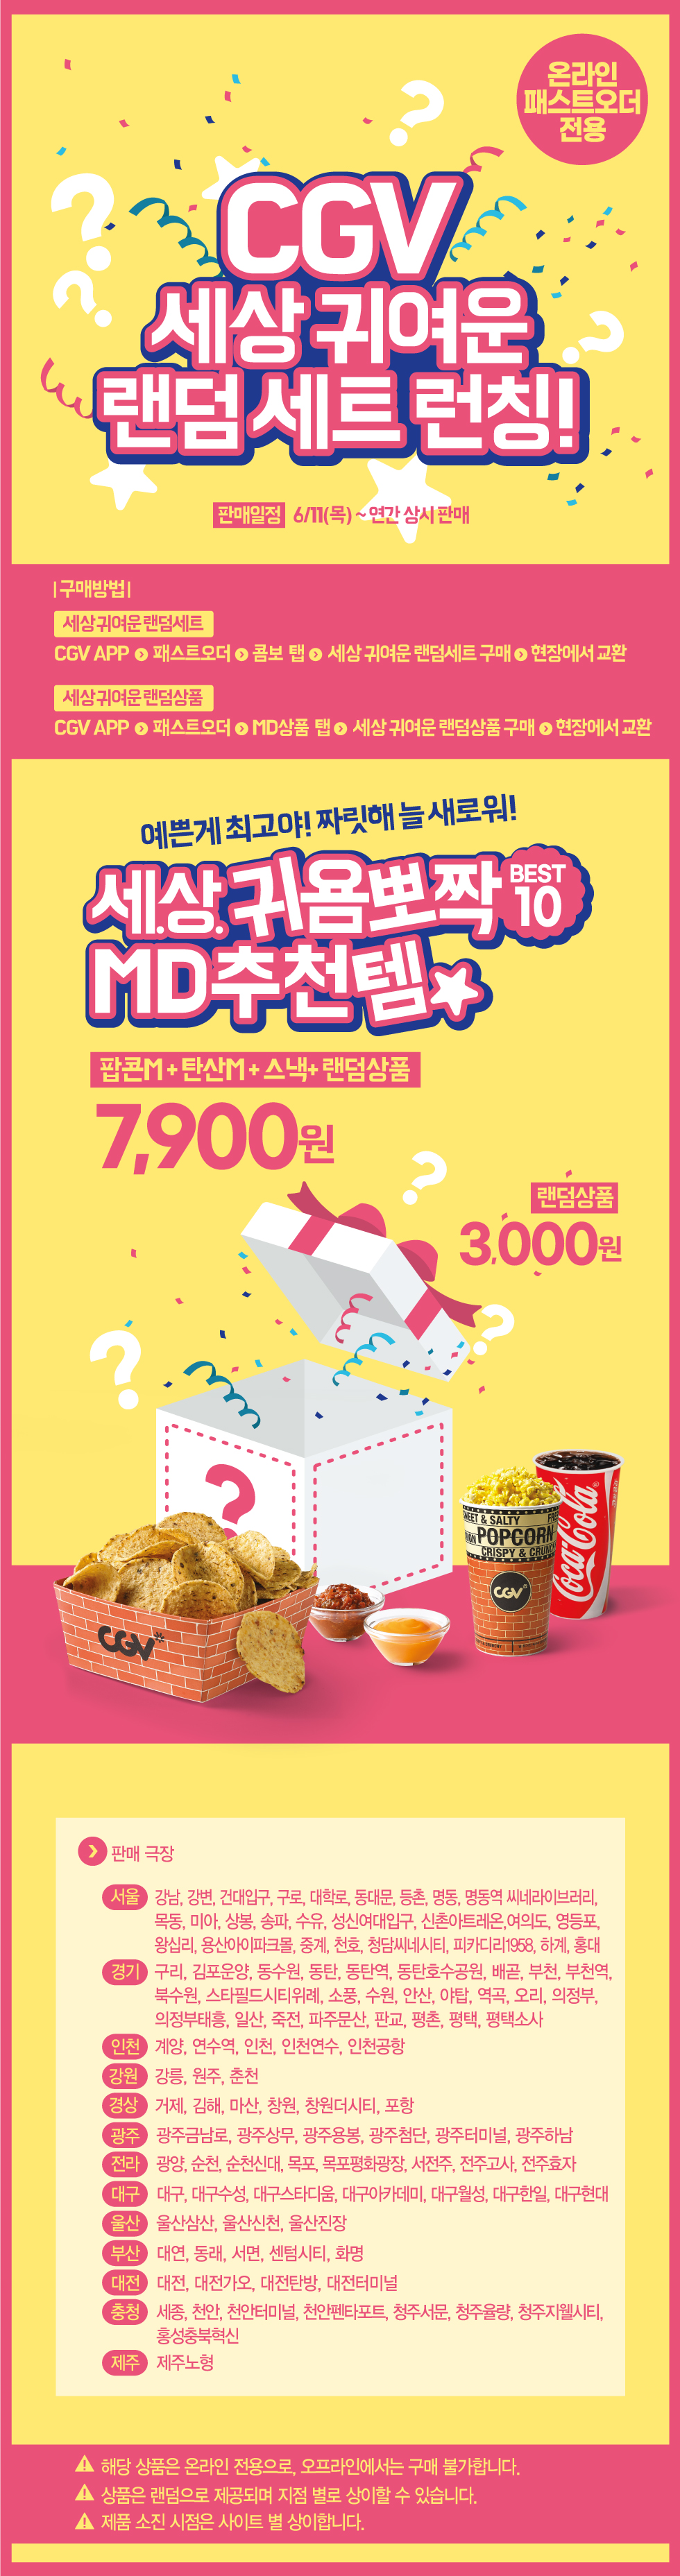 온라인
패스트오더
전용
CGV
세상 귀여운
랜덤 세트 런칭!
판매일정 6/11(목) ~ 연간 상시 판매
|구매방법|
세상귀여운랜덤세트
CGV APP > 패스트오더 > 콤보 탭 > 세상 귀여운 랜덤세트 구매 > 현장에서 교환
세상귀여운랜덤상품
CGV APP > 패스트오더 > MD상품 탭 > 세상 귀여운 랜덤상품 구매 > 현장에서 교환
예쁜게 최고야! 짜릿해 늘 새로워!
세.상. 귀욤뽀짝 BEST 10
MD추천템
팝콘M + 탄산M + 스낵+ 랜덤상품
7,900원
랜덤상품
3,000원
?
SWEET & SALTY
POPCORN
CRISPY & CRUN
CGV
Coca-Cola
CGV
판매 극장
서울 강남, 강변, 건대입구, 구로, 대학로, 동대문, 등촌, 명동, 명동역 씨네라이브러리,
목동, 미아, 상봉, 송파, 수유, 성신여대입구, 신촌아트레온,여의도, 영등포,
왕십리, 용산아이파크몰, 중계, 천호, 청담씨네시티, 피카디리1958, 하계, 홍대
경기 구리, 김포운양, 동수원, 동탄, 동탄역, 동탄호수공원, 배곧, 부천, 부천역,
북수원, 스타필드시티위례, 소풍, 수원, 안산, 야탑, 역곡, 오리, 의정부,
의정부태흥, 일산, 죽전, 파주문산, 판교, 평촌, 평택, 평택소사
인천 계양, 연수역, 인천, 인천연수, 인천공항
강원 강릉, 원주, 춘천
경상 거제, 김해, 마산, 창원, 창원더시티, 포항
광주 광주금남로, 광주상무, 광주용봉, 광주첨단, 광주터미널, 광주하남
전라 광양, 순천, 순천신대, 목포, 목포평화광장, 서전주, 전주고사, 전주효자
대구 대구, 대구수성, 대구스타디움, 대구아카데미, 대구월성, 대구한일, 대구현대
울산 울산삼산, 울산신천, 울산진장
부산 대연, 동래, 서면, 센텀시티, 화명
대전 대전, 대전가오, 대전탄방, 대전터미널
충청 세종, 천안, 천안터미널, 천안펜타포트, 청주서문, 청주율량, 청주지웰시티,
홍성충북혁신
제주 제주노형
해당 상품은 온라인 전용으로, 오프라인에서는 구매 불가합니다.
상품은 랜덤으로 제공되며 지점 별로 상이할 수 있습니다.
제품 소진 시점은 사이트 별 상이합니다.